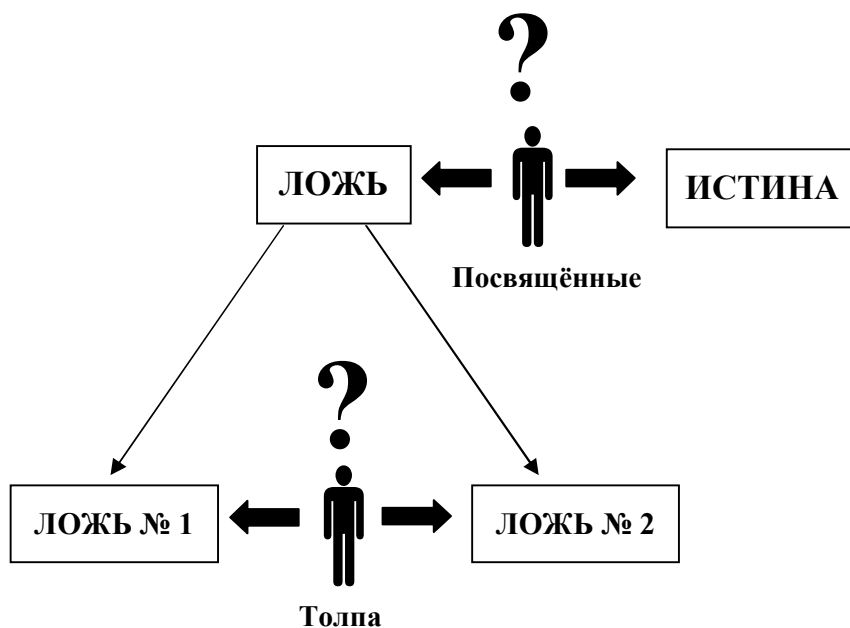 ?
ЛОЖЬ
ИСТИНА
Посвящённые
?
ЛОЖЬ № 1
ЛОЖЬ № 2
Толпа